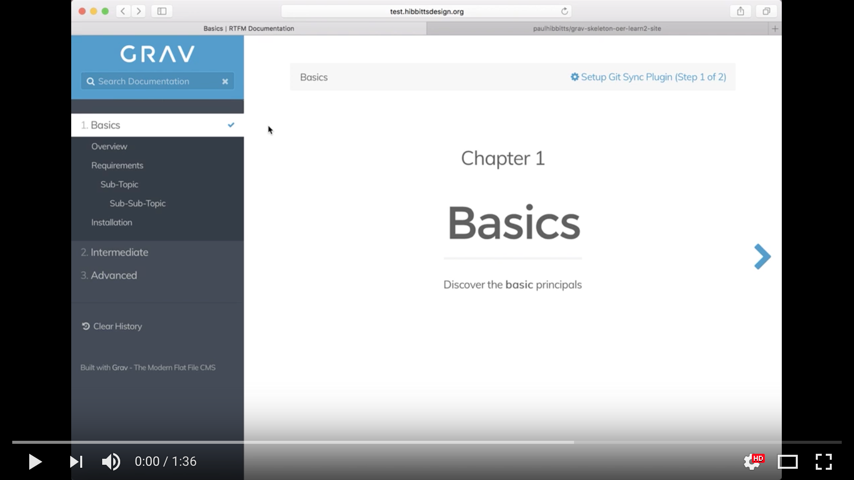 test.hibbittsdesign.org
Basics | RTFM Documentation
paulhibbitts/grav-skeleton-oer-learn2-site
GRAV
Search Documentation
Basics
Setup Git Sync Plugin (Step 1 of 2)
1. Basics
Overview
Requirements
Sub-Topic
Sub-Sub-Topic
Installation
2. Intermediate
3. Advanced
Clear History
Built with Grav - The Modern Flat File CMS
Chapter 1
Basics
Discover the basic principals
0:00 / 1:36
HD